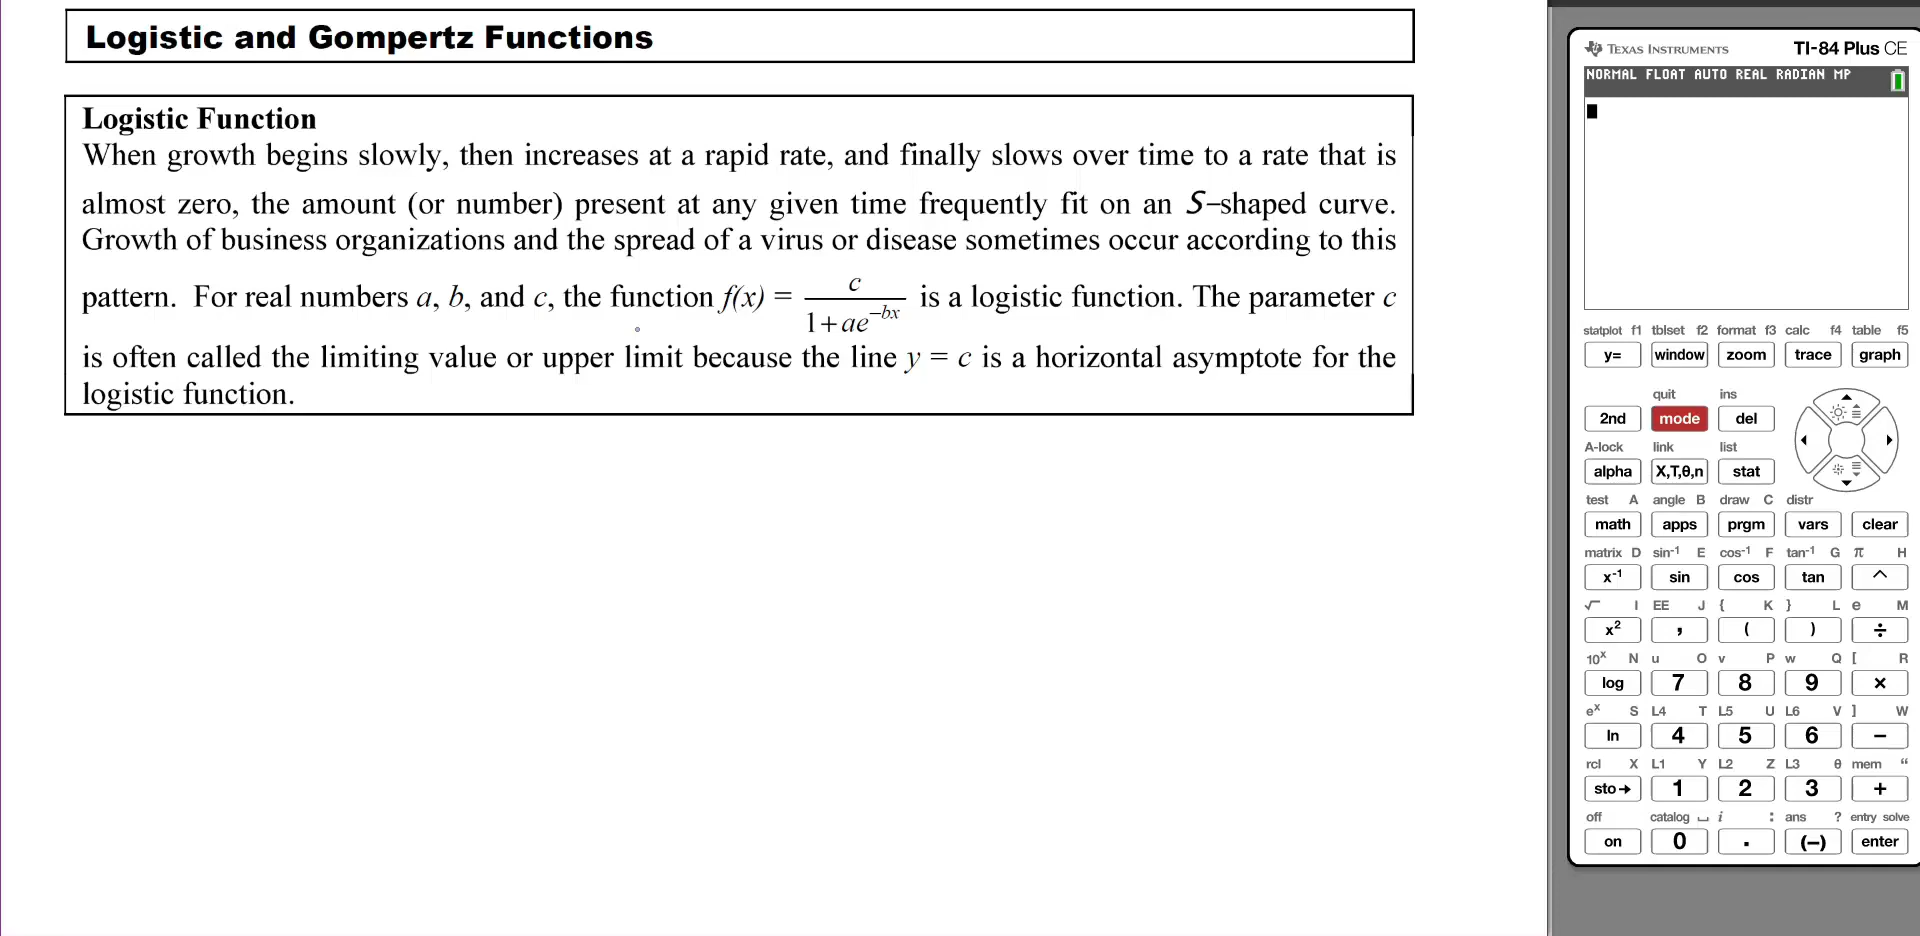 Logistic and Gompertz Functions
Logistic Function
When growth begins slowly, then increases at a rapid rate, and finally slows over time to a rate that is
almost zero, the amount (or number) present at any given time frequently fit on an S–shaped curve.
Growth of business organizations and the spread of a virus or disease sometimes occur according to this
pattern. For real numbers a, b, and c, the function f(x) = c / (1+ae^(−bx)) is a logistic function. The parameter c
is often called the limiting value or upper limit because the line y = c is a horizontal asymptote for the
logistic function.
TEXAS INSTRUMENTS TI-84 Plus CE
NORMAL FLOAT AUTO REAL RADIAN MP
statplot f1 tblset f2 format f3 calc f4 table f5
y= window zoom trace graph
quit ins
2nd mode del
A-lock link list
alpha X,T,θ,n stat
test A angle B draw C distr
math apps prgm vars clear
matrix D sin⁻¹ E cos⁻¹ F tan⁻¹ G π H
x⁻¹ sin cos tan ^
√ I EE J { K } L e M
x² , ( ) ÷
10ˣ N u O v P w Q [ R
log 7 8 9 ×
eˣ S L4 T L5 U L6 V ] W
ln 4 5 6 −
rcl X L1 Y L2 Z L3 θ mem “
sto→ 1 2 3 +
off catalog ⎵ i : ans ? entry solve
on 0 . (−) enter